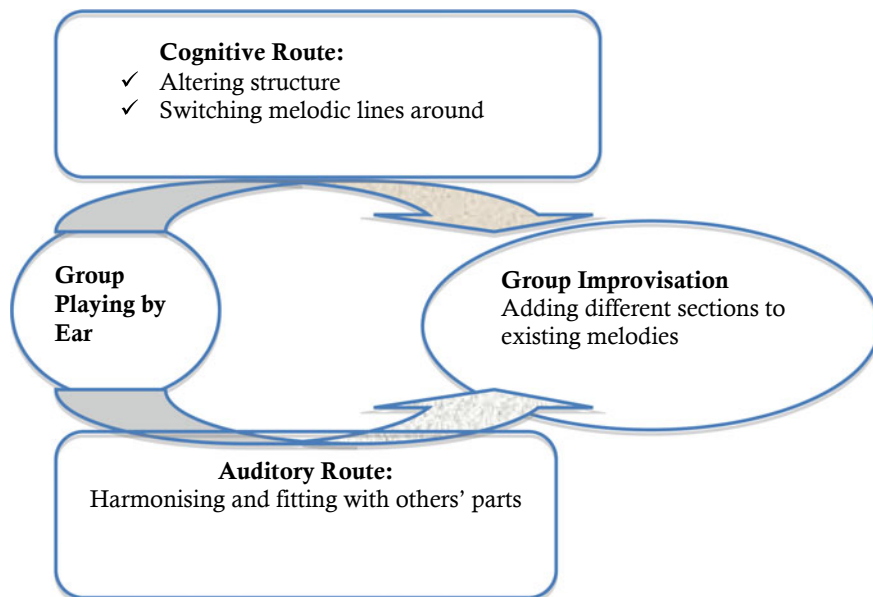 Cognitive Route:
✓ Altering structure
✓ Switching melodic lines around
Group
Playing by
Ear
Group Improvisation
Adding different sections to
existing melodies
Auditory Route:
Harmonising and fitting with others’ parts